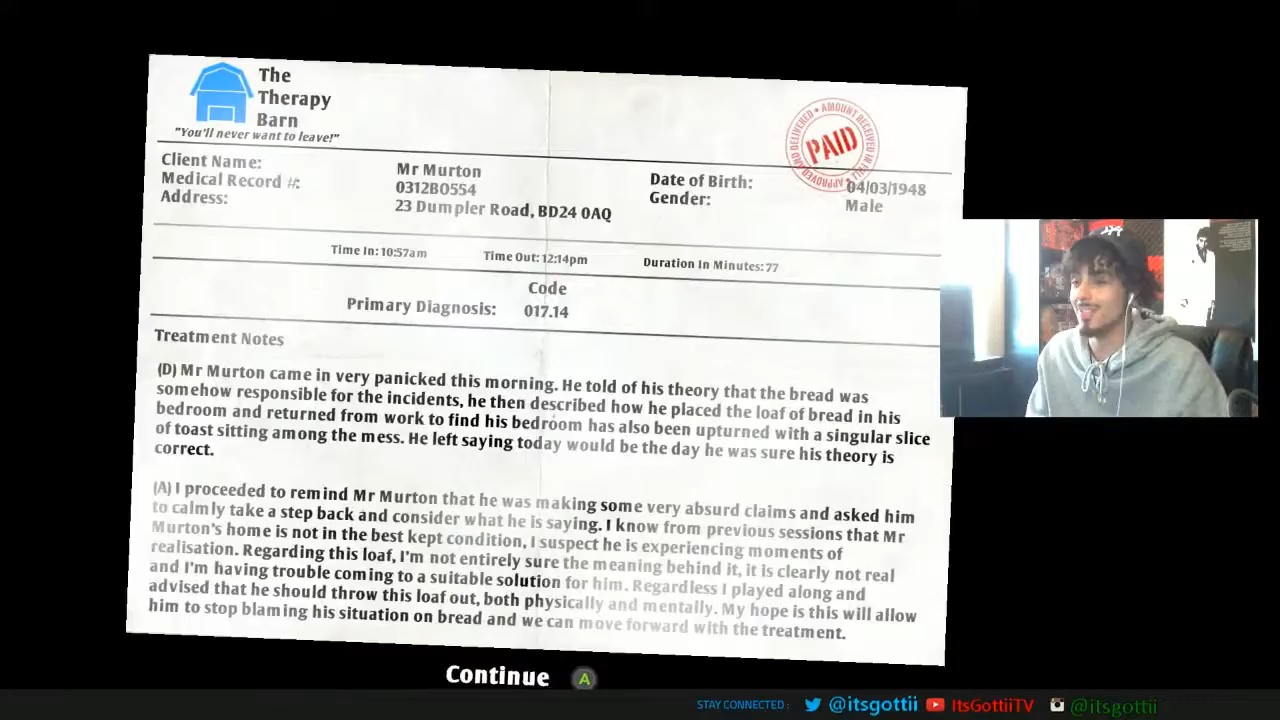 The
Therapy
Barn
"You'll never want to leave!"
AMOUNT RECEIVED IN FULL • APPROVED AND DELIVERED •
PAID
Client Name: Mr Murton Date of Birth: 04/03/1948
Medical Record #: 0312B0554 Gender: Male
Address: 23 Dumpler Road, BD24 0AQ
Time In: 10:57am Time Out: 12:14pm Duration In Minutes: 77
Code
Primary Diagnosis: 017.14
Treatment Notes
(D) Mr Murton came in very panicked this morning. He told of his theory that the bread was
somehow responsible for the incidents, he then described how he placed the loaf of bread in his
bedroom and returned from work to find his bedroom has also been upturned with a singular slice
of toast sitting among the mess. He left saying today would be the day he was sure his theory is
correct.
(A) I proceeded to remind Mr Murton that he was making some very absurd claims and asked him
to calmly take a step back and consider what he is saying. I know from previous sessions that Mr
Murton's home is not in the best kept condition, I suspect he is experiencing moments of
realisation. Regarding this loaf, I'm not entirely sure the meaning behind it, it is clearly not real
and I'm having trouble coming to a suitable solution for him. Regardless I played along and
advised that he should throw this loaf out, both physically and mentally. My hope is this will allow
him to stop blaming his situation on bread and we can move forward with the treatment.
Continue A
STAY CONNECTED: @itsgottii ItsGottiiTV @itsgottii